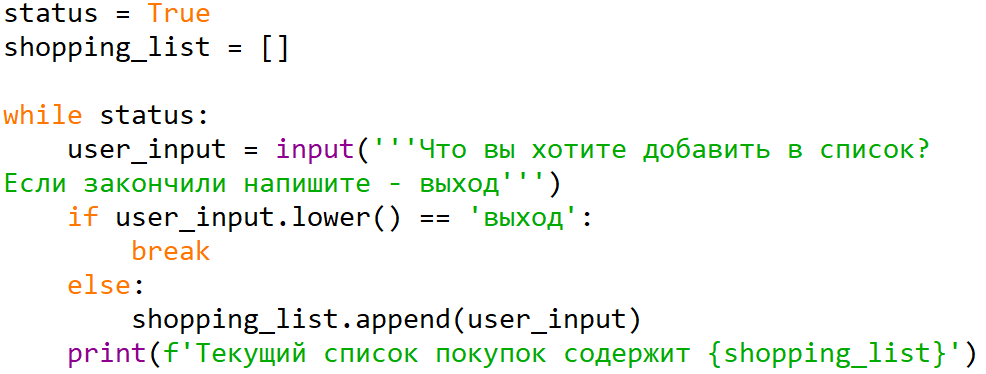 status = True
shopping_list = []
while status:
    user_input = input('''Что вы хотите добавить в список?
Если закончили напишите - выход''')
    if user_input.lower() == 'выход':
        break
    else:
        shopping_list.append(user_input)
    print(f'Текущий список покупок содержит {shopping_list}')